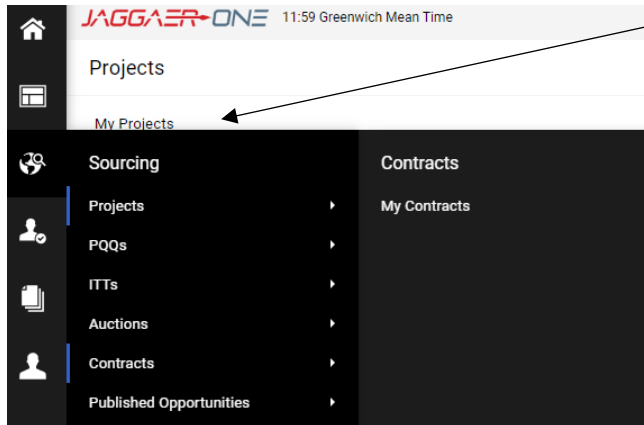 JAGGAER ONE 11:59 Greenwich Mean Time
Projects
My Projects
Sourcing
Projects
PQQs
ITTs
Auctions
Contracts
Published Opportunities
Contracts
My Contracts